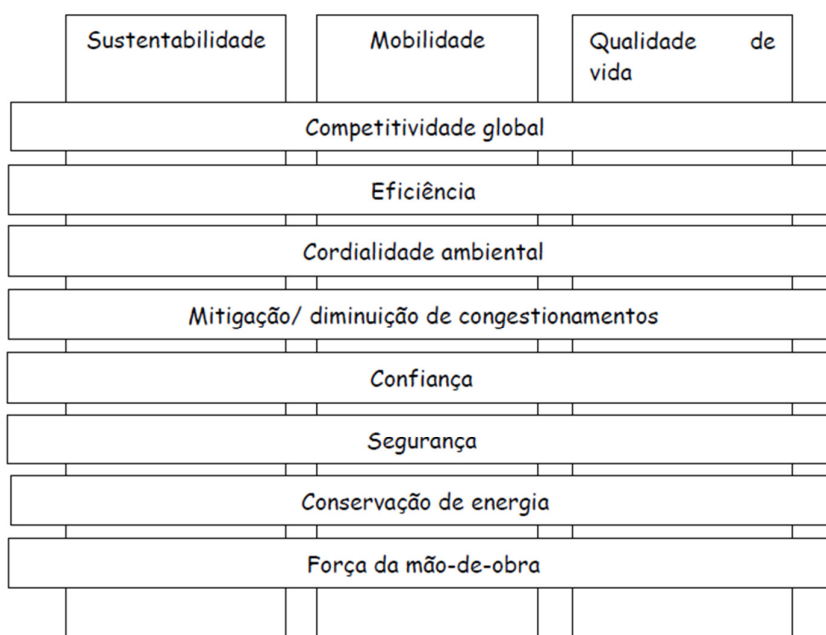 Sustentabilidade
Mobilidade
Qualidade de
vida
Competitividade global
Eficiência
Cordialidade ambiental
Mitigação/ diminuição de congestionamentos
Confiança
Segurança
Conservação de energia
Força da mão-de-obra